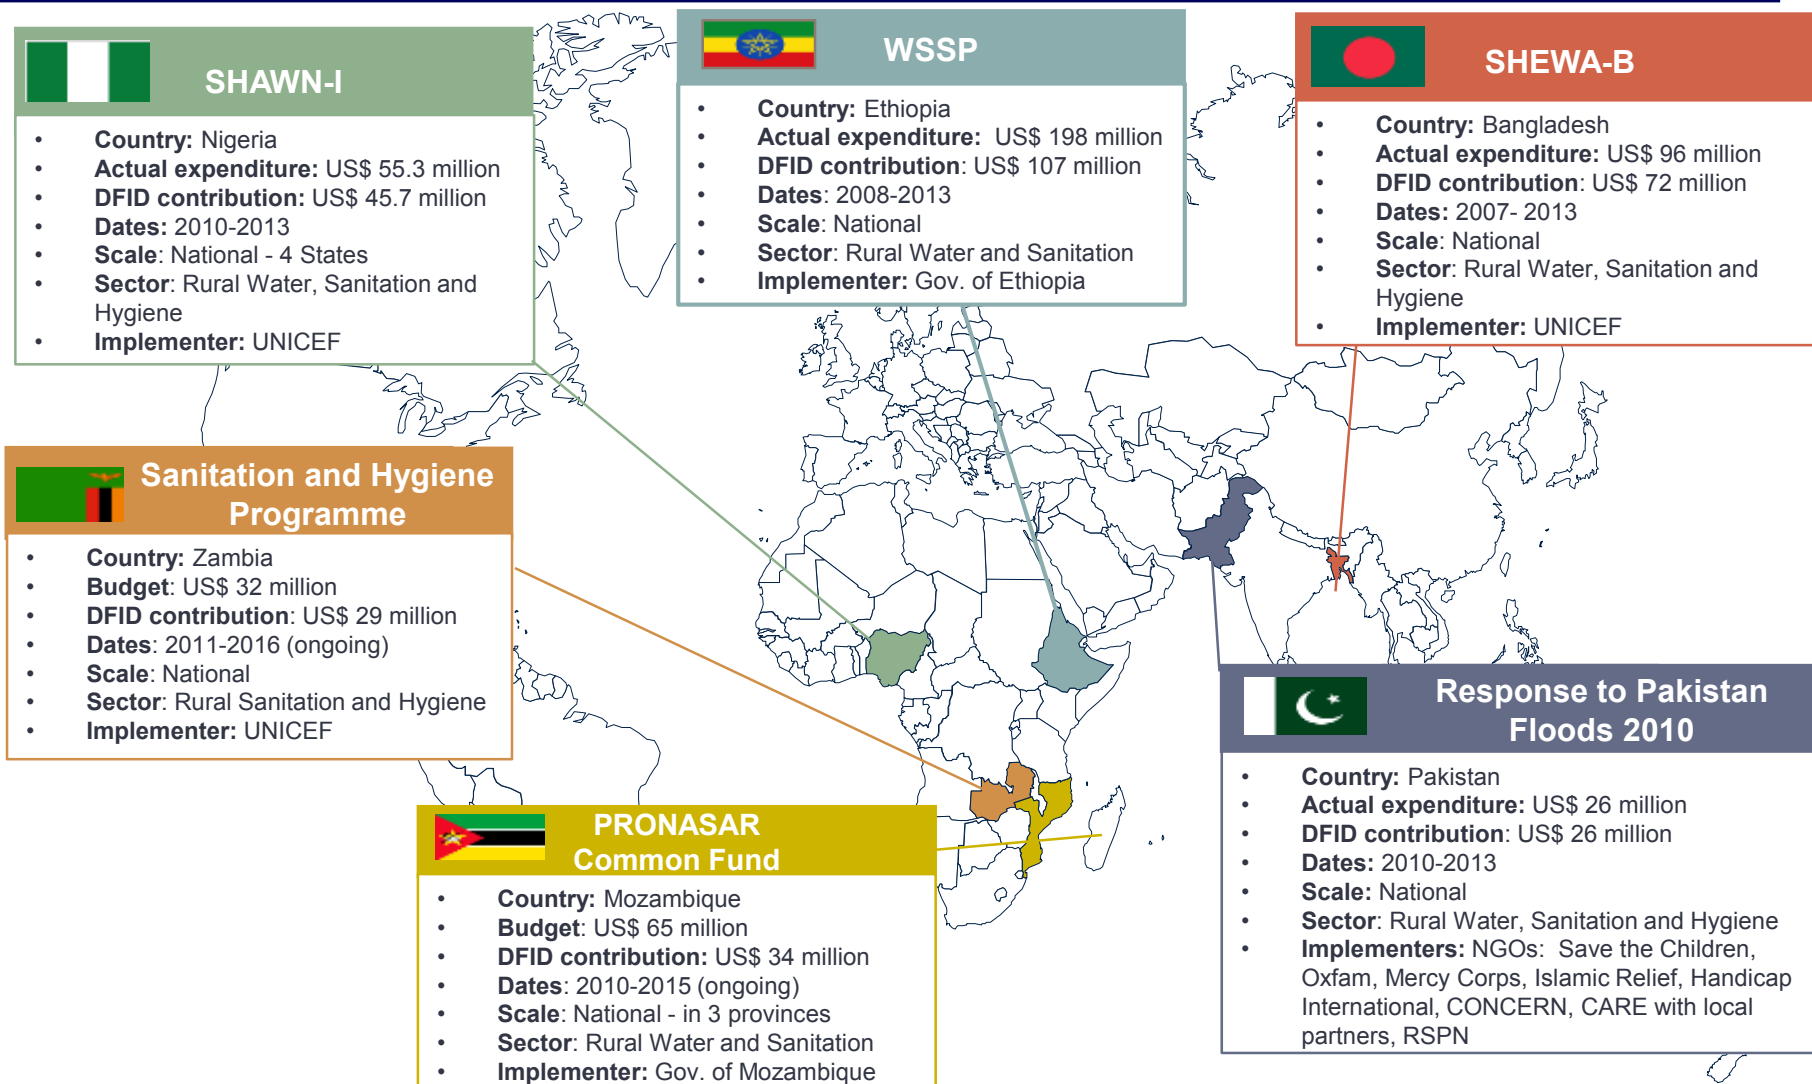 SHAWN-I
• Country: Nigeria
• Actual expenditure: US$ 55.3 million
• DFID contribution: US$ 45.7 million
• Dates: 2010-2013
• Scale: National - 4 States
• Sector: Rural Water, Sanitation and
Hygiene
• Implementer: UNICEF
WSSP
• Country: Ethiopia
• Actual expenditure:  US$ 198 million
• DFID contribution: US$ 107 million
• Dates: 2008-2013
• Scale: National
• Sector: Rural Water and Sanitation
• Implementer: Gov. of Ethiopia
SHEWA-B
• Country: Bangladesh
• Actual expenditure: US$ 96 million
• DFID contribution: US$ 72 million
• Dates: 2007- 2013
• Scale: National
• Sector: Rural Water, Sanitation and
Hygiene
• Implementer: UNICEF
Sanitation and Hygiene
Programme
• Country: Zambia
• Budget: US$ 32 million
• DFID contribution: US$ 29 million
• Dates: 2011-2016 (ongoing)
• Scale: National
• Sector: Rural Sanitation and Hygiene
• Implementer: UNICEF
PRONASAR
Common Fund
• Country: Mozambique
• Budget: US$ 65 million
• DFID contribution: US$ 34 million
• Dates: 2010-2015 (ongoing)
• Scale: National - in 3 provinces
• Sector: Rural Water and Sanitation
• Implementer: Gov. of Mozambique
Response to Pakistan
Floods 2010
• Country: Pakistan
• Actual expenditure: US$ 26 million
• DFID contribution: US$ 26 million
• Dates: 2010-2013
• Scale: National
• Sector: Rural Water, Sanitation and Hygiene
• Implementers: NGOs:  Save the Children,
Oxfam, Mercy Corps, Islamic Relief, Handicap
International, CONCERN, CARE with local
partners, RSPN